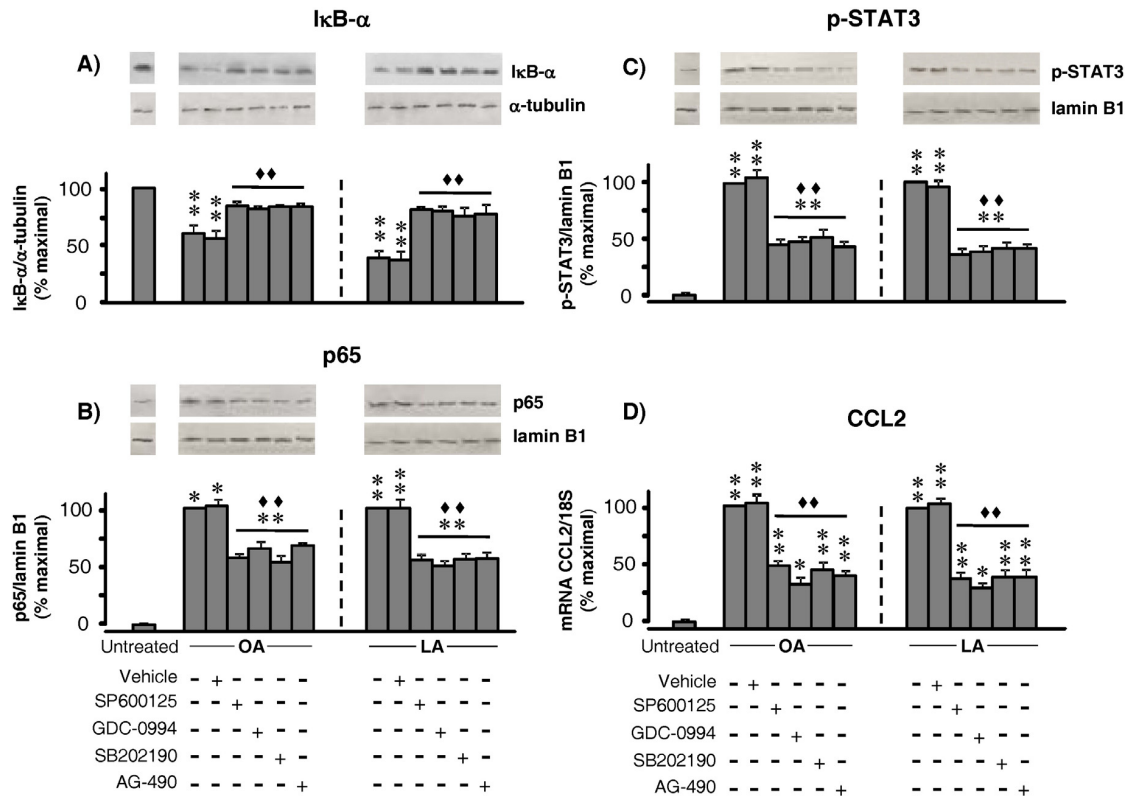 IκB-α
A)
IκB-α
α-tubulin
IκB-α/α-tubulin
(% maximal)
100
50
0
** ** ♦♦
** ** ♦♦
p-STAT3
C)
p-STAT3
lamin B1
p-STAT3/lamin B1
(% maximal)
100
50
0
** ** ♦♦
**
** ** ♦♦
**
p65
B)
p65
lamin B1
p65/lamin B1
(% maximal)
100
50
0
* * ♦♦
**
** ** ♦♦
**
Untreated OA LA
Vehicle - + - - - - - + - - - -
SP600125 - - + - - - - - + - - -
GDC-0994 - - - + - - - - - + - -
SB202190 - - - - + - - - - - + -
AG-490 - - - - - + - - - - - +
D)
CCL2
mRNA CCL2/18S
(% maximal)
100
50
0
** ** ♦♦
** * ** **
** ** ♦♦
** * ** **
Untreated OA LA
Vehicle - + - - - - - + - - - -
SP600125 - - + - - - - - + - - -
GDC-0994 - - - + - - - - - + - -
SB202190 - - - - + - - - - - + -
AG-490 - - - - - + - - - - - +